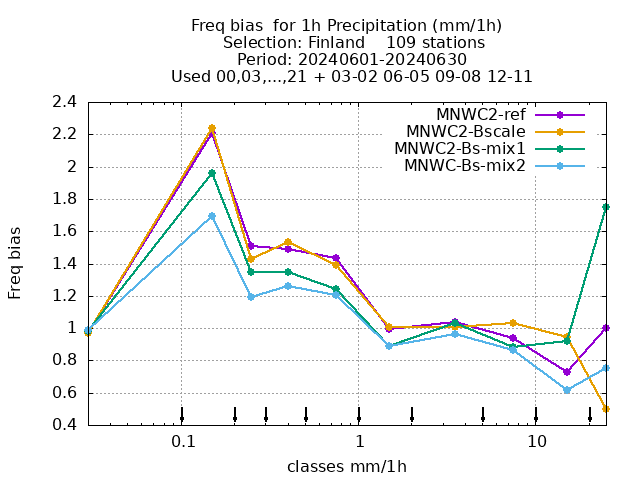 Freq bias  for 1h Precipitation (mm/1h)
Selection: Finland    109 stations
Period: 20240601-20240630
Used 00,03,...,21 + 03-02 06-05 09-08 12-11
MNWC2-ref
MNWC2-Bscale
MNWC2-Bs-mix1
MNWC-Bs-mix2
Freq bias
2.4
2.2
2
1.8
1.6
1.4
1.2
1
0.8
0.6
0.4
0.1 1 10
classes mm/1h